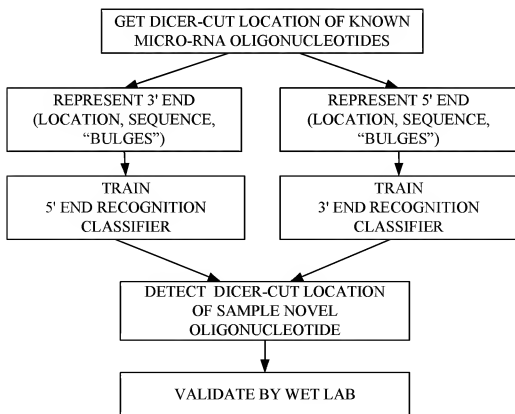 GET DICER-CUT LOCATION OF KNOWN
MICRO-RNA OLIGONUCLEOTIDES
REPRESENT 3' END
(LOCATION, SEQUENCE,
“BULGES”)
REPRESENT 5' END
(LOCATION, SEQUENCE,
“BULGES”)
TRAIN
5' END RECOGNITION
CLASSIFIER
TRAIN
3' END RECOGNITION
CLASSIFIER
DETECT DICER-CUT LOCATION
OF SAMPLE NOVEL
OLIGONUCLEOTIDE
VALIDATE BY WET LAB